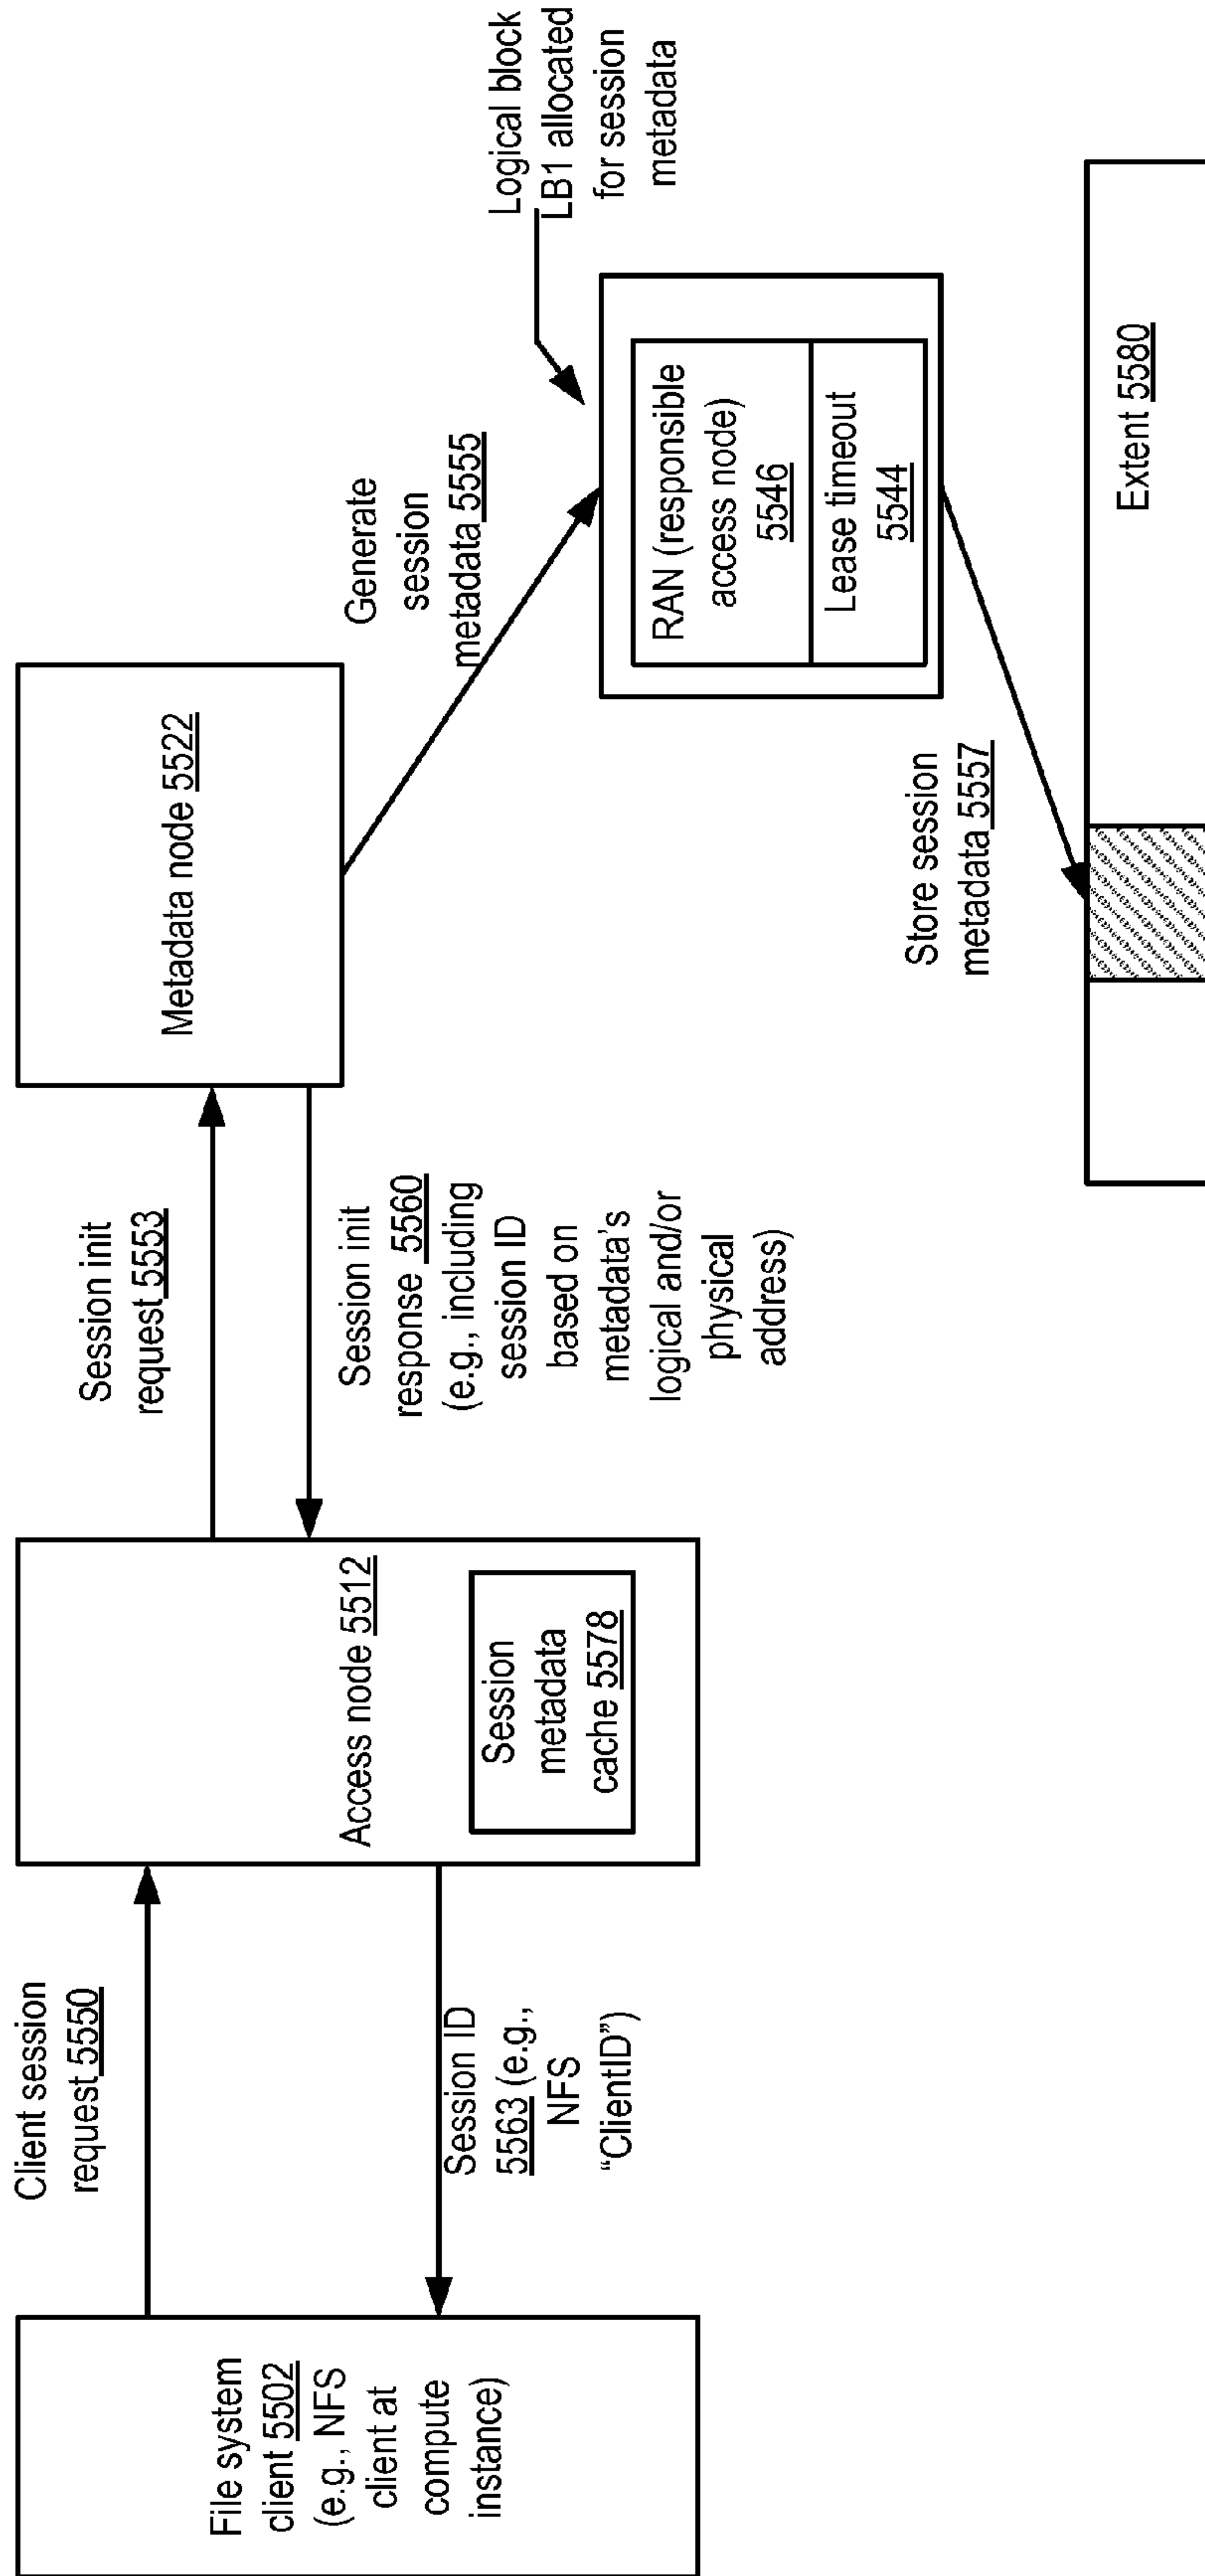 File system
client 5502
(e.g., NFS
client at
compute
instance)
Client session
request 5550
Session ID
5563 (e.g.,
NFS
“ClientID”)
Access node 5512
Session
metadata
cache 5578
Session init
request 5553
Session init
response 5560
(e.g., including
session ID
based on
metadata’s
logical and/or
physical
address)
Metadata node 5522
Generate
session
metadata 5555
Logical block
LB1 allocated
for session
metadata
RAN (responsible
access node)
5546
Lease timeout
5544
Store session
metadata 5557
Extent 5580